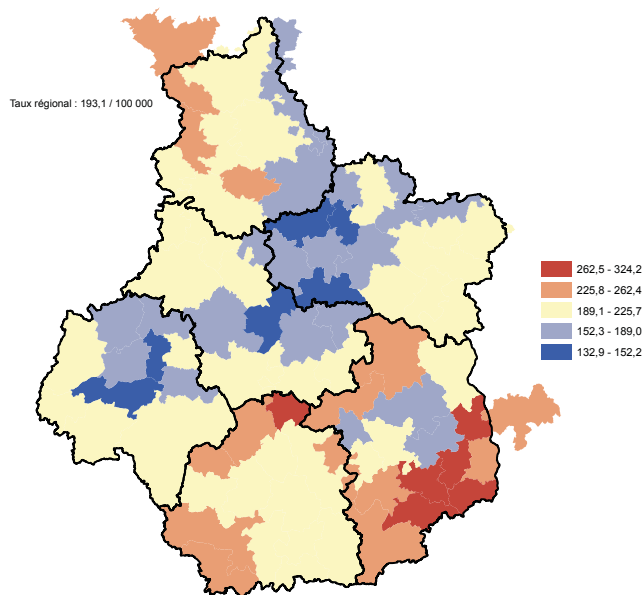 Taux régional : 193,1 / 100 000
262,5 - 324,2
225,8 - 262,4
189,1 - 225,7
152,3 - 189,0
132,9 - 152,2